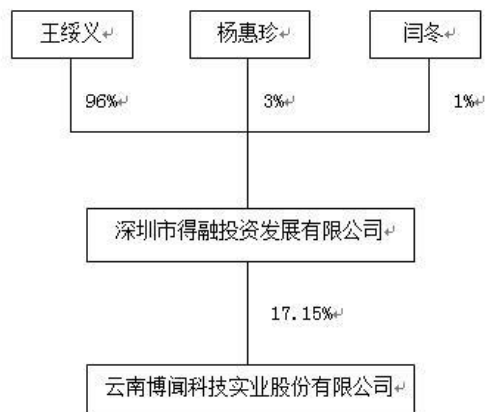 王绥义 杨惠珍 闫冬
96% 3% 1%
深圳市得融投资发展有限公司
17.15%
云南博闻科技实业股份有限公司